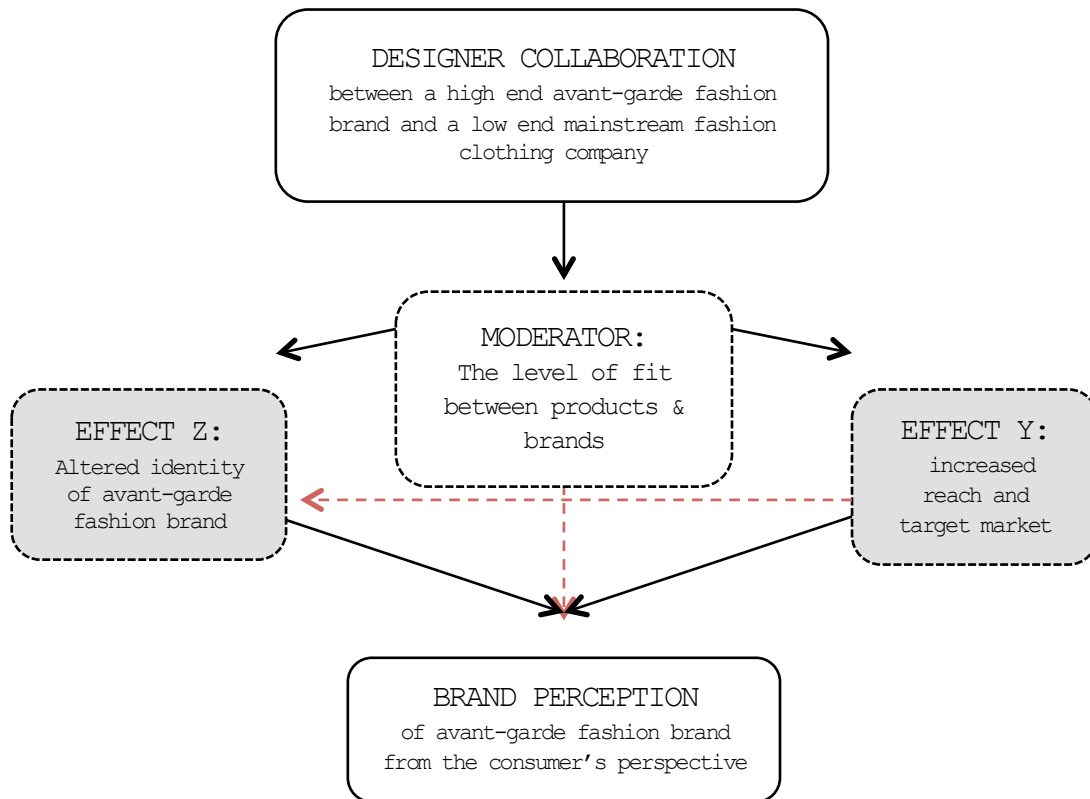 DESIGNER COLLABORATION
between a high end avant-garde fashion
brand and a low end mainstream fashion
clothing company
MODERATOR:
The level of fit
between products &
brands
EFFECT Z:
Altered identity
of avant-garde
fashion brand
EFFECT Y:
increased
reach and
target market
BRAND PERCEPTION
of avant-garde fashion brand
from the consumer’s perspective